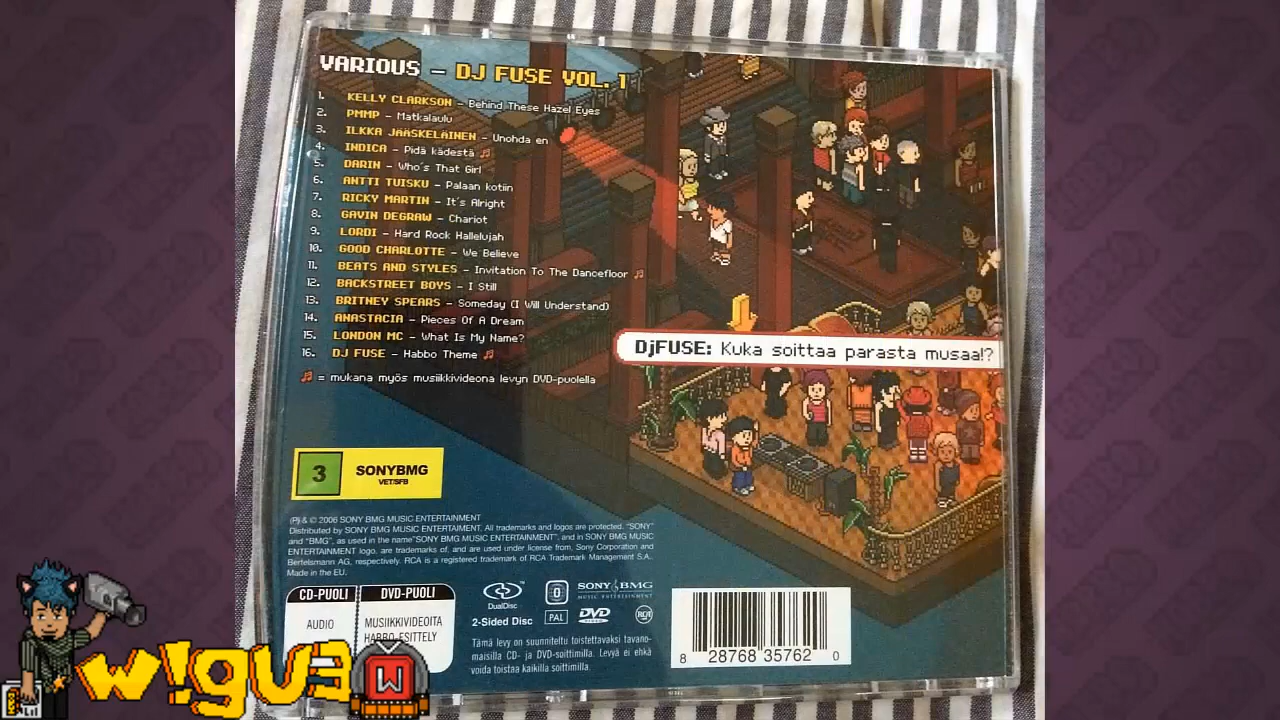 VARIOUS – DJ FUSE VOL. 1
1. KELLY CLARKSON – Behind These Hazel Eyes
2. PMMP – Matkalaulu
3. ILKKA JÄÄSKELÄINEN – Unohda en
4. INDICA – Pidä kädestä
5. DARIN – Who's That Girl
6. ANTTI TUISKU – Palaan kotiin
7. RICKY MARTIN – It's Alright
8. GAVIN DEGRAW – Chariot
9. LORDI – Hard Rock Hallelujah
10. GOOD CHARLOTTE – We Believe
11. BEATS AND STYLES – Invitation To The Dancefloor
12. BACKSTREET BOYS – I Still
13. BRITNEY SPEARS – Someday (I Will Understand)
14. ANASTACIA – Pieces Of A Dream
15. LONDON MC – What Is My Name?
16. DJ FUSE – Habbo Theme
= mukana myös musiikkivideona levyn DVD-puolella
DjFUSE: Kuka soittaa parasta musaa!?
3 SONYBMG
VET/SFB
(P) & © 2006 SONY BMG MUSIC ENTERTAINMENT
Distributed by SONY BMG MUSIC ENTERTAIMENT. All trademarks and logos are protected. "SONY"
and "BMG", as used in the name"SONY BMG MUSIC ENTERTAINMENT", and in SONY BMG MUSIC
ENTERTAINMENT logo, are trademarks of, and are used under license from, Sony Corporation and
Bertelsmann AG, respectively. RCA is a registered trademark of RCA Trademark Management S.A.
Made in the EU.
CD-PUOLI DVD-PUOLI
AUDIO
MUSIIKKIVIDEOITA
HABBO-ESITTELY
DualDisc
2-Sided Disc
0
PAL
SONY BMG
MUSIC ENTERTAINMENT
DVD
VIDEO
RCA
Tämä levy on suunniteltu toistettavaksi tavano-
maisilla CD- ja DVD-soittimilla. Levyä ei ehkä
voida toistaa kaikilla soittimilla.
8 28768 35762 0
w!gu3
W